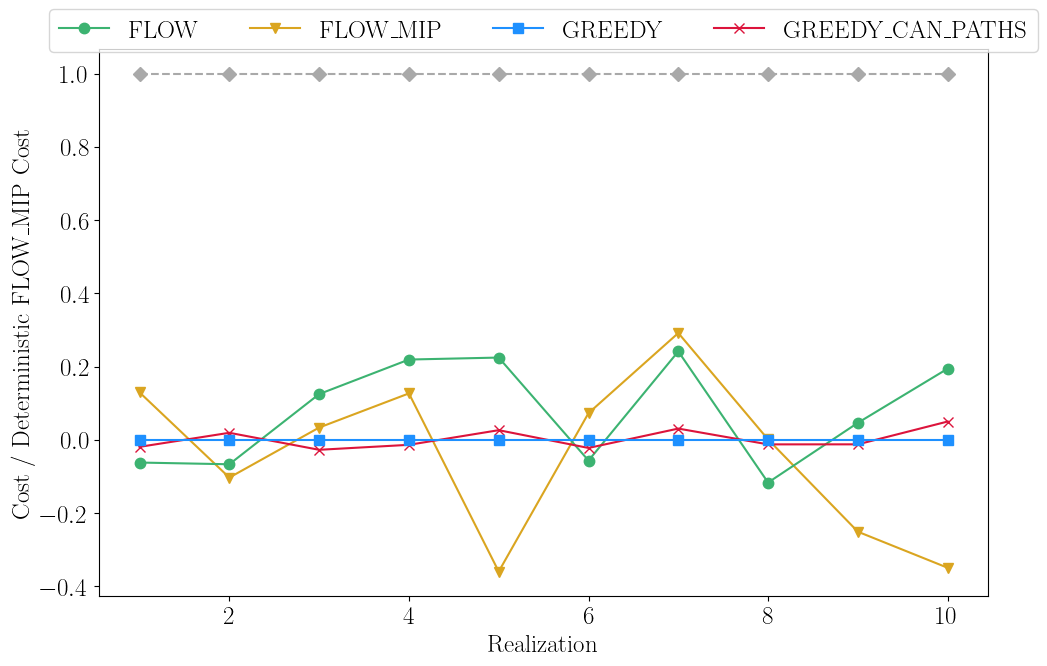 FLOW FLOW_MIP GREEDY GREEDY_CAN_PATHS
1.0
0.8
0.6
0.4
0.2
0.0
−0.2
−0.4
Cost / Deterministic FLOW_MIP Cost
2 4 6 8 10
Realization